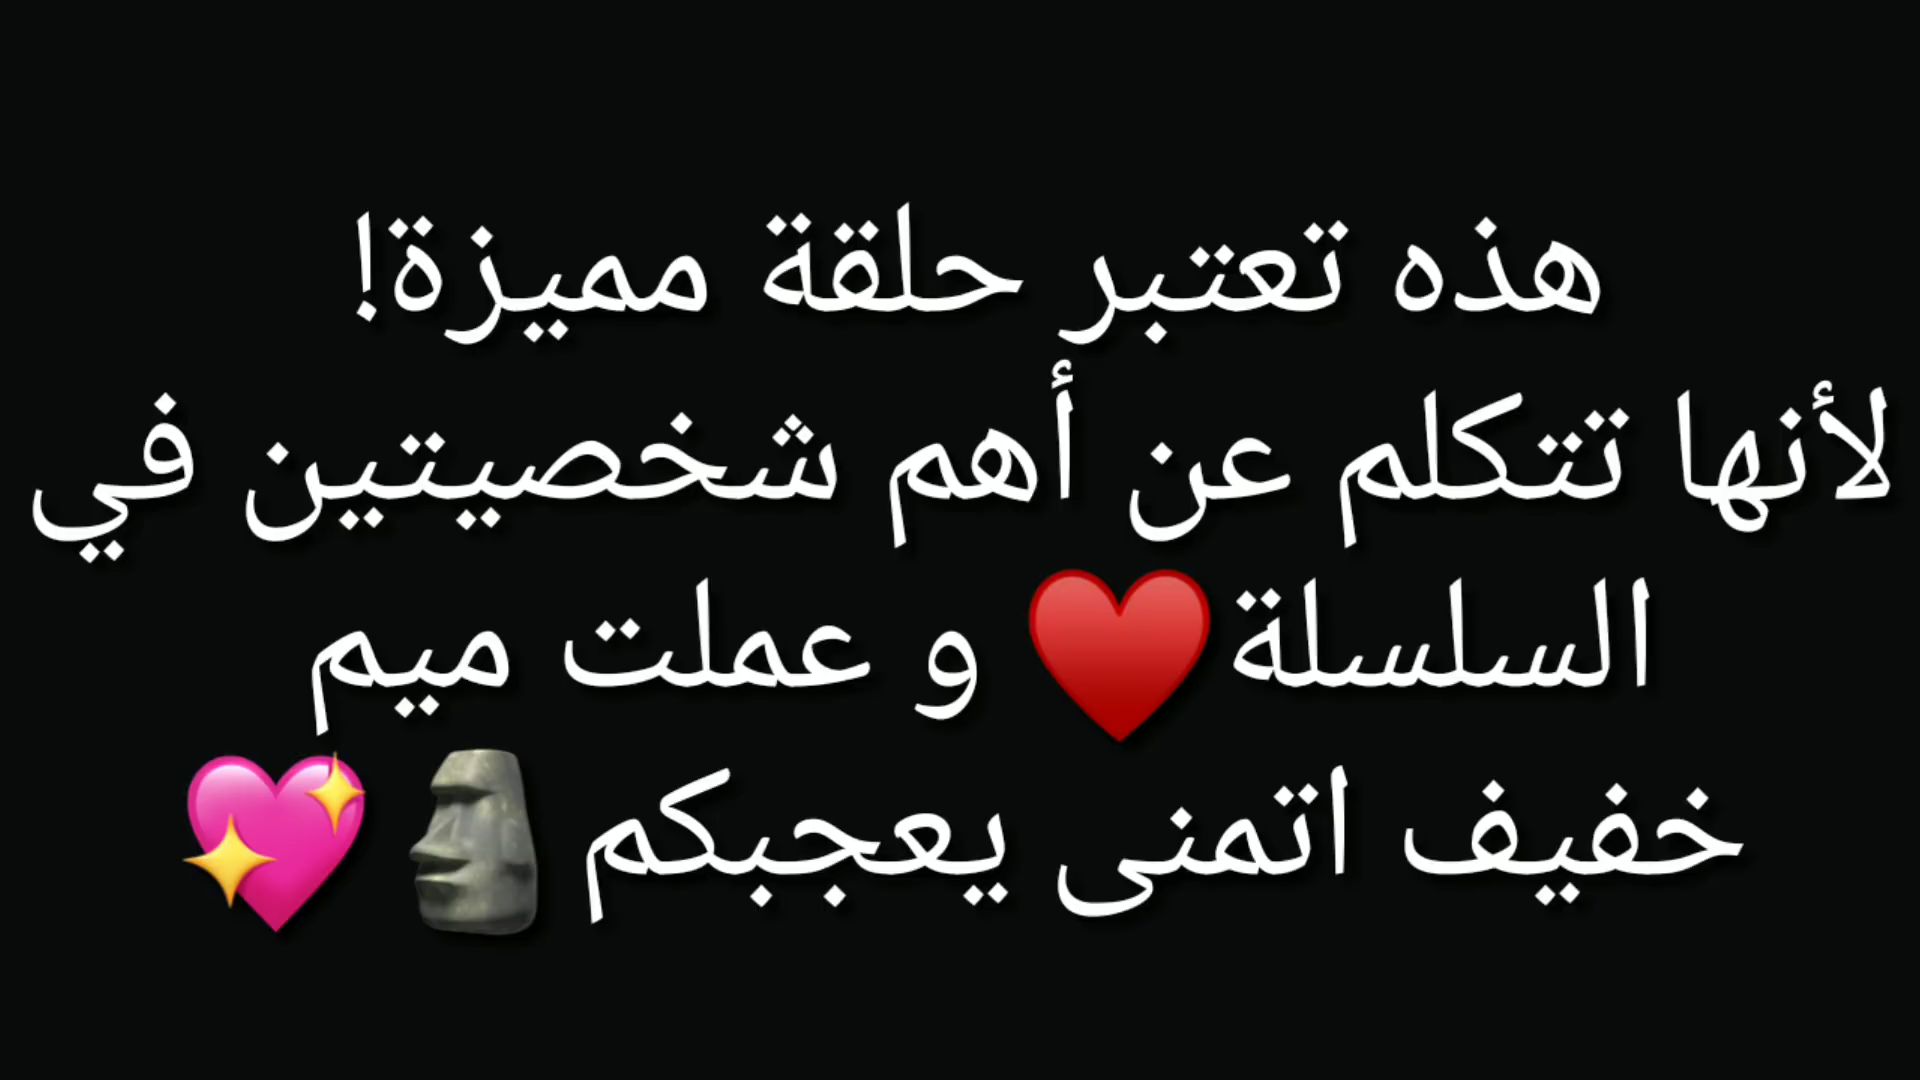 هذه تعتبر حلقة مميزة!
لأنها تتكلم عن أهم شخصيتين في
السلسلة♥️ و عملت ميم
خفيف اتمنى يعجبكم 🗿💖